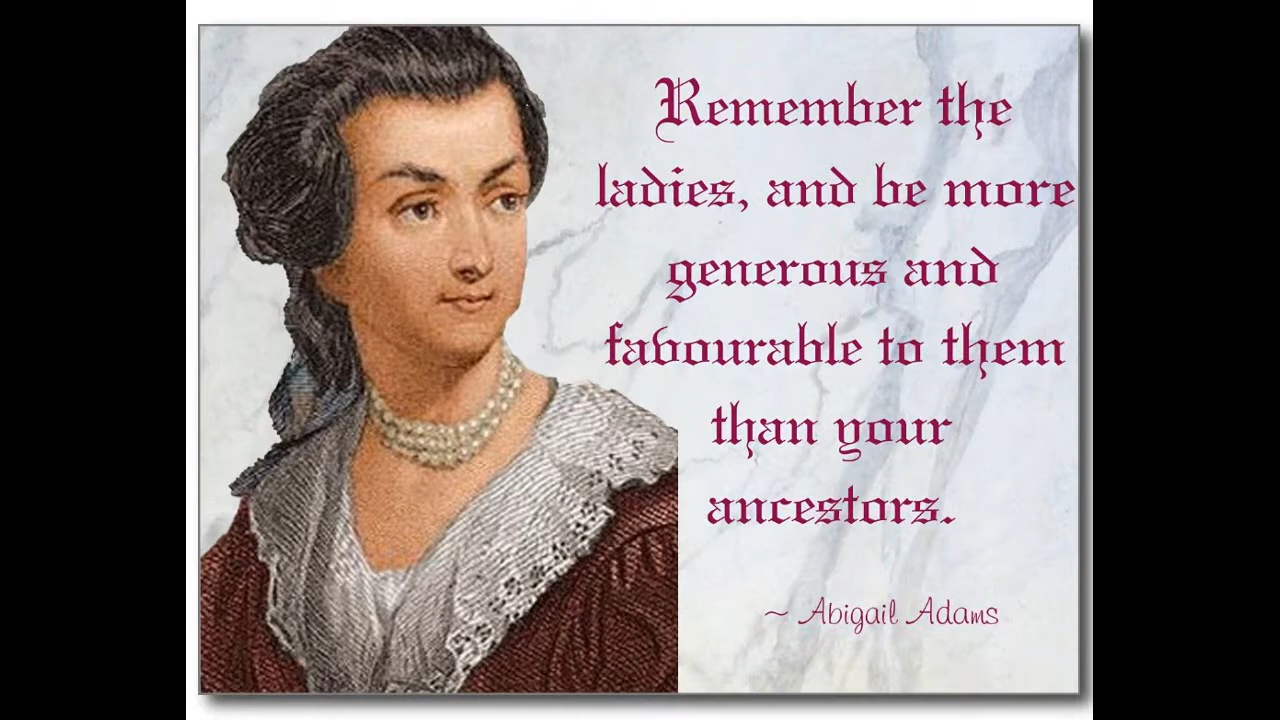 Remember the
ladies, and be more
generous and
favourable to them
than your
ancestors.
~ Abigail Adams